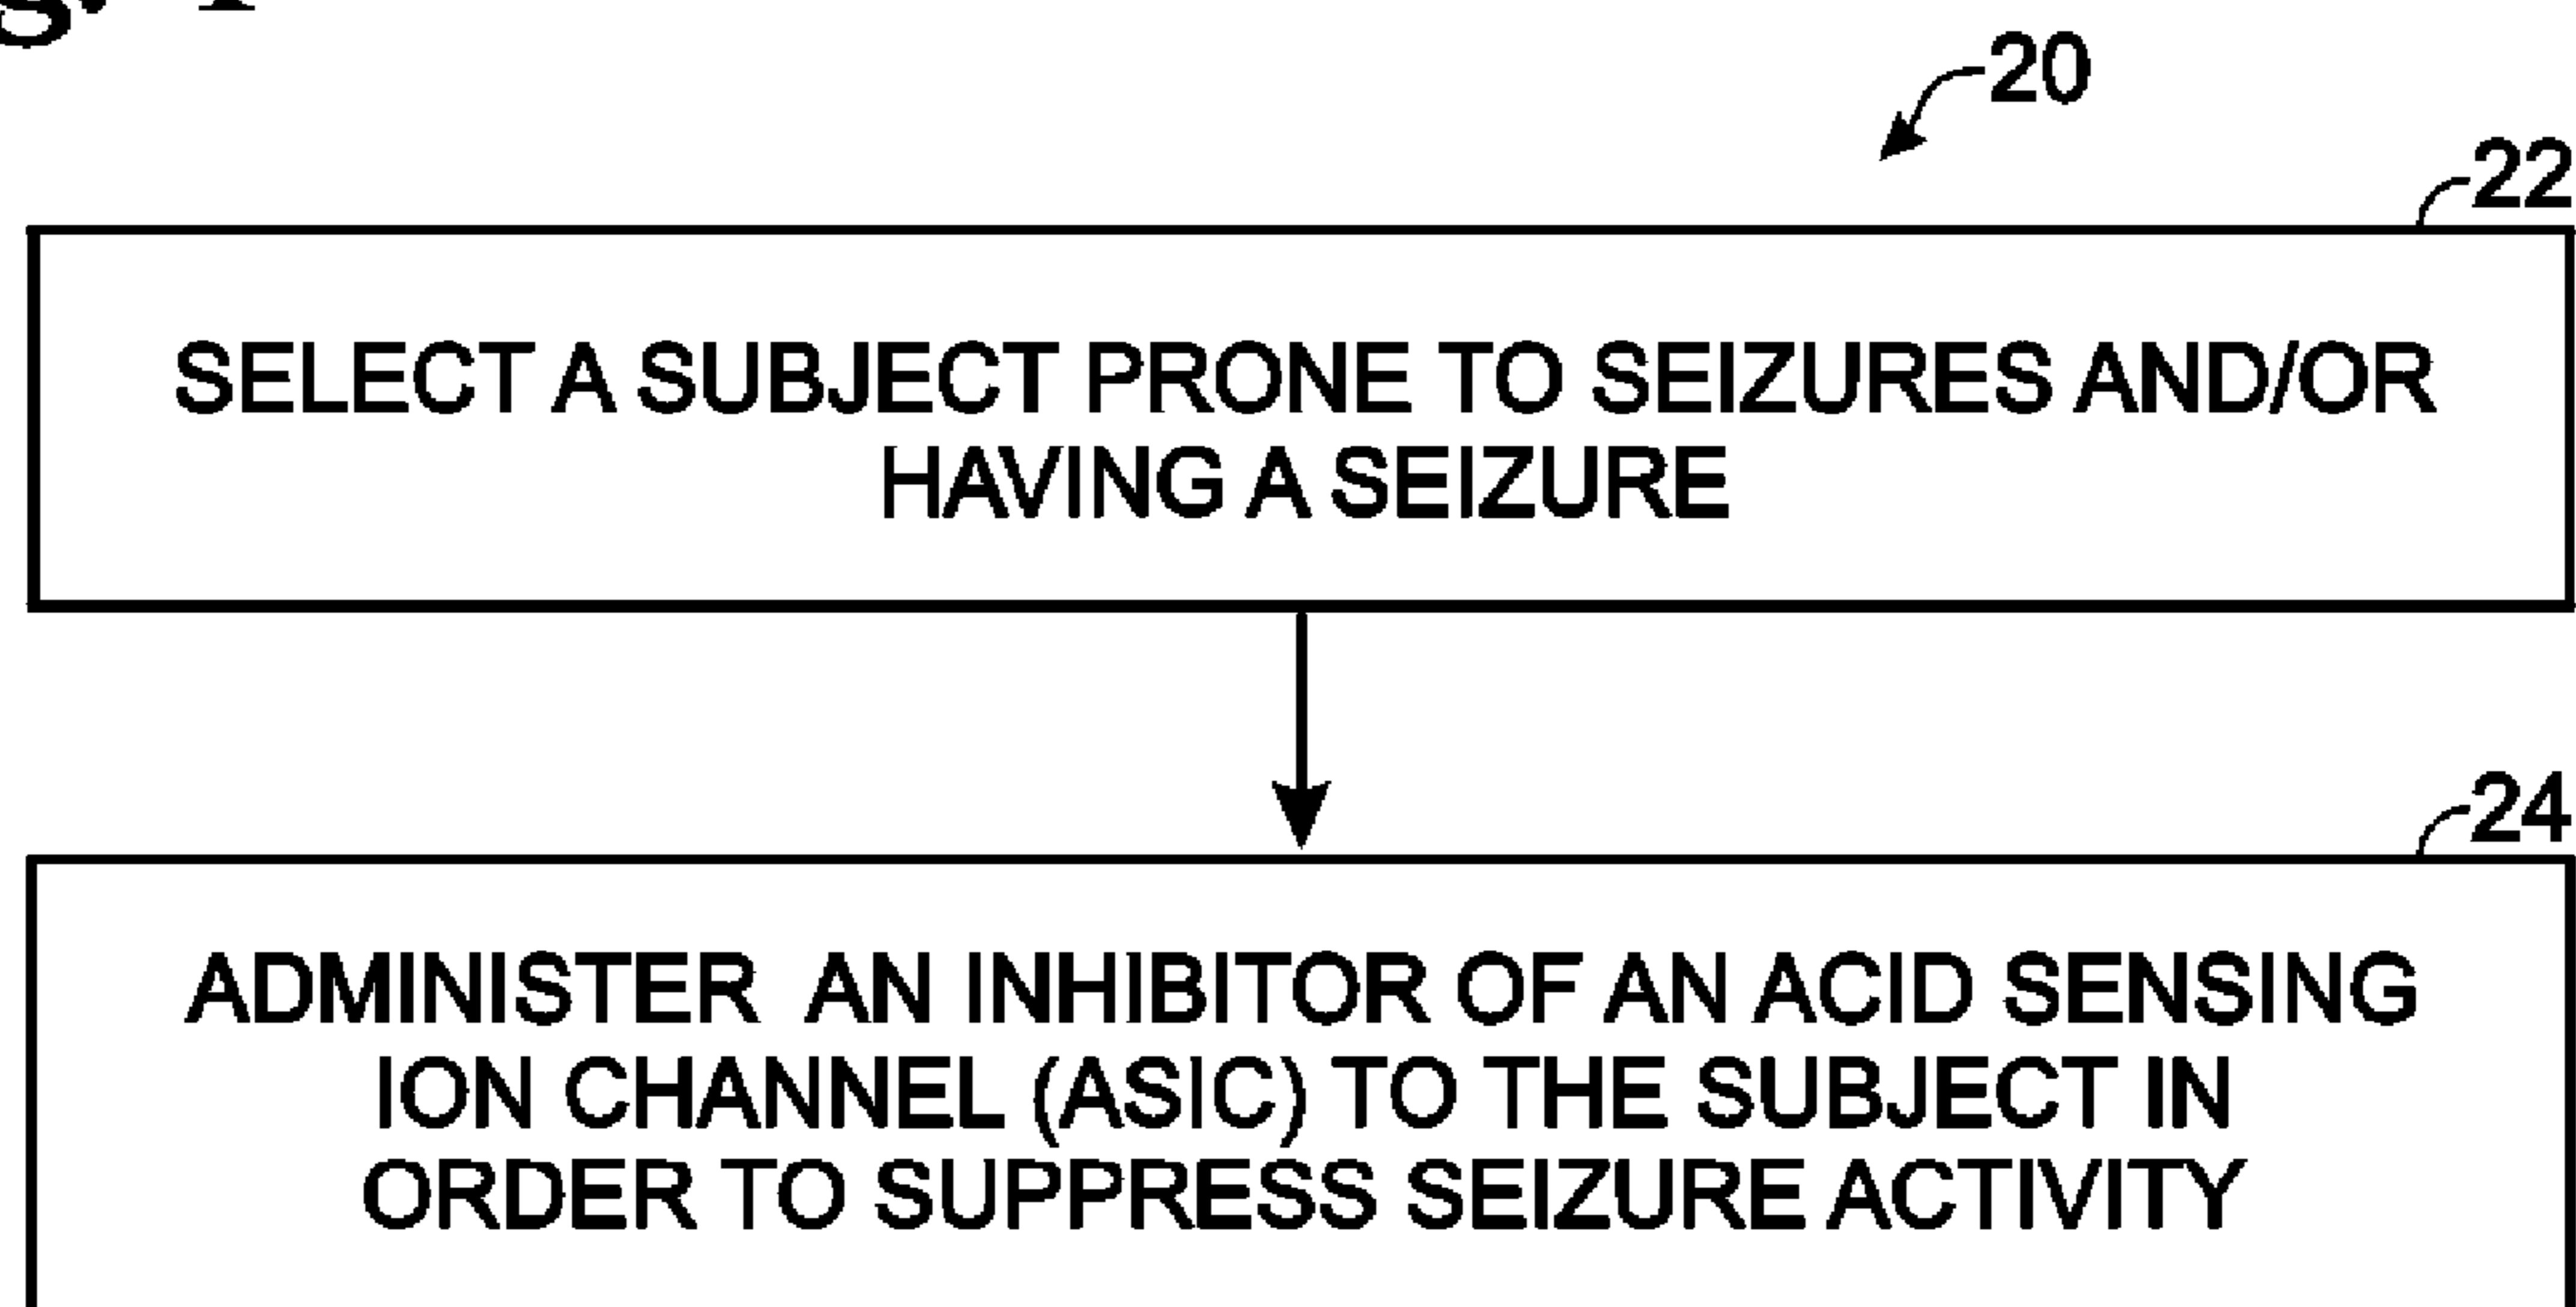 20
22
SELECT A SUBJECT PRONE TO SEIZURES AND/OR
HAVING A SEIZURE
24
ADMINISTER AN INHIBITOR OF AN ACID SENSING
ION CHANNEL (ASIC) TO THE SUBJECT IN
ORDER TO SUPPRESS SEIZURE ACTIVITY